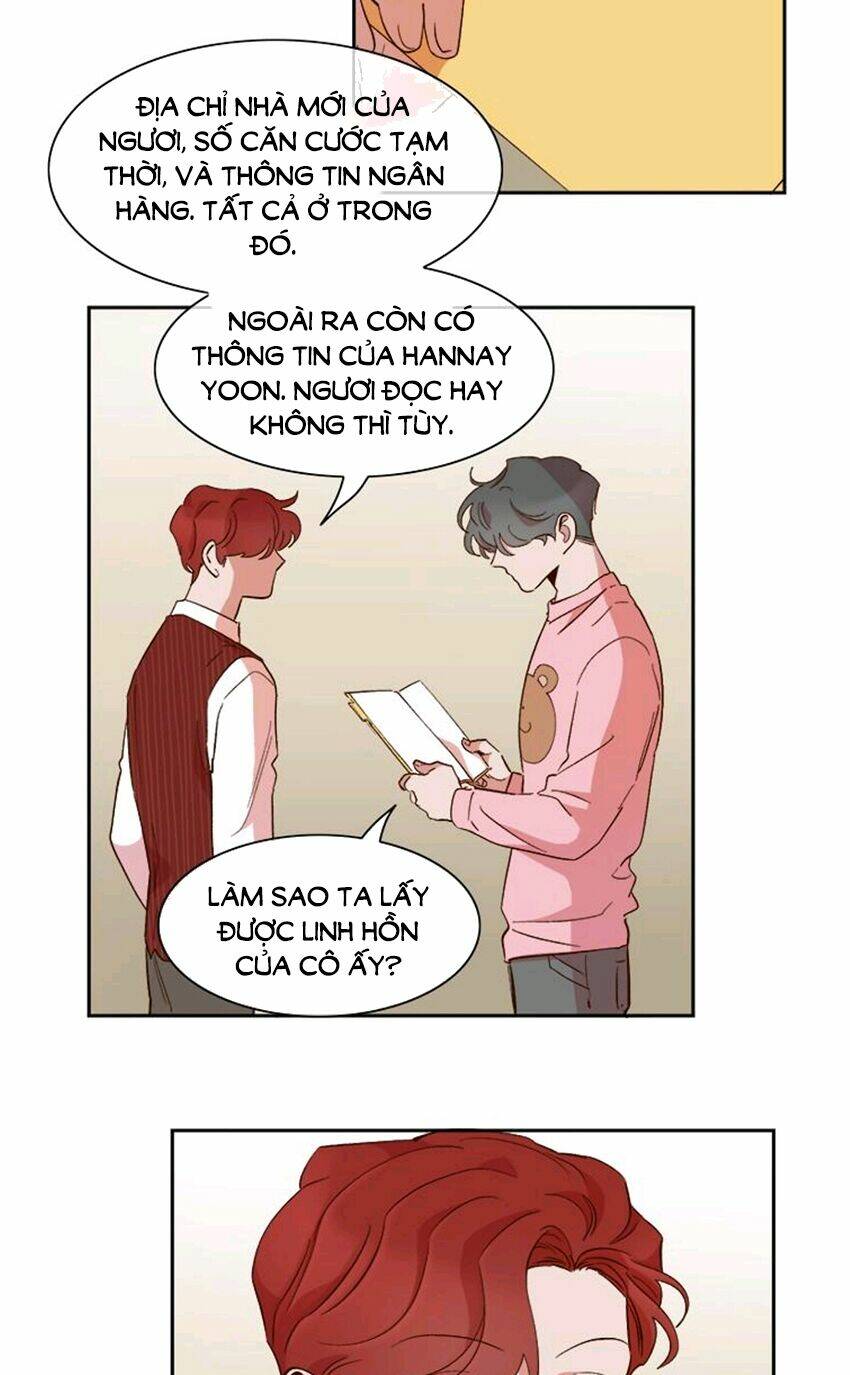 ĐỊA CHỈ NHÀ MỚI CỦA
NGƯƠI, SỐ CĂN CƯỚC TẠM
THỜI, VÀ THÔNG TIN NGÂN
HÀNG. TẤT CẢ Ở TRONG
ĐÓ.
NGOÀI RA CÒN CÓ
THÔNG TIN CỦA HANNAY
YOON. NGƯƠI ĐỌC HAY
KHÔNG THÌ TÙY.
LÀM SAO TA LẤY
ĐƯỢC LINH HỒN
CỦA CÔ ẤY?